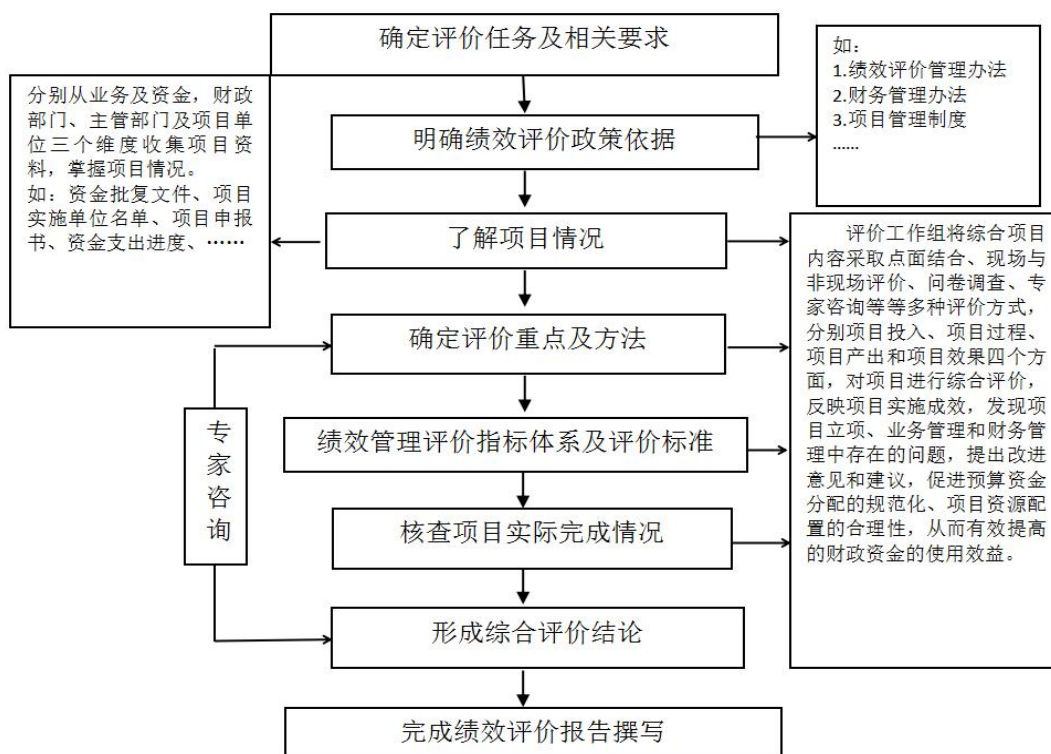 确定评价任务及相关要求
如：
1.绩效评价管理办法
2.财务管理办法
3.项目管理制度
......
分别从业务及资金，财政
部门、主管部门及项目单
位三个维度收集项目资
料，掌握项目情况。
如：资金批复文件、项目
实施单位名单、项目申报
书、资金支出进度、……
明确绩效评价政策依据
了解项目情况
评价工作组将综合项目
内容采取点面结合、现场与
非现场评价、问卷调查、专
家咨询等等多种评价方式，
分别项目投入、项目过程、
项目产出和项目效果四个方
面，对项目进行综合评价，
反映项目实施成效，发现项
目立项、业务管理和财务管
理中存在的问题，提出改进
意见和建议，促进预算资金
分配的规范化、项目资源配
置的合理性，从而有效提高
的财政资金的使用效益。
确定评价重点及方法
专家咨询
绩效管理评价指标体系及评价标准
核查项目实际完成情况
形成综合评价结论
完成绩效评价报告撰写